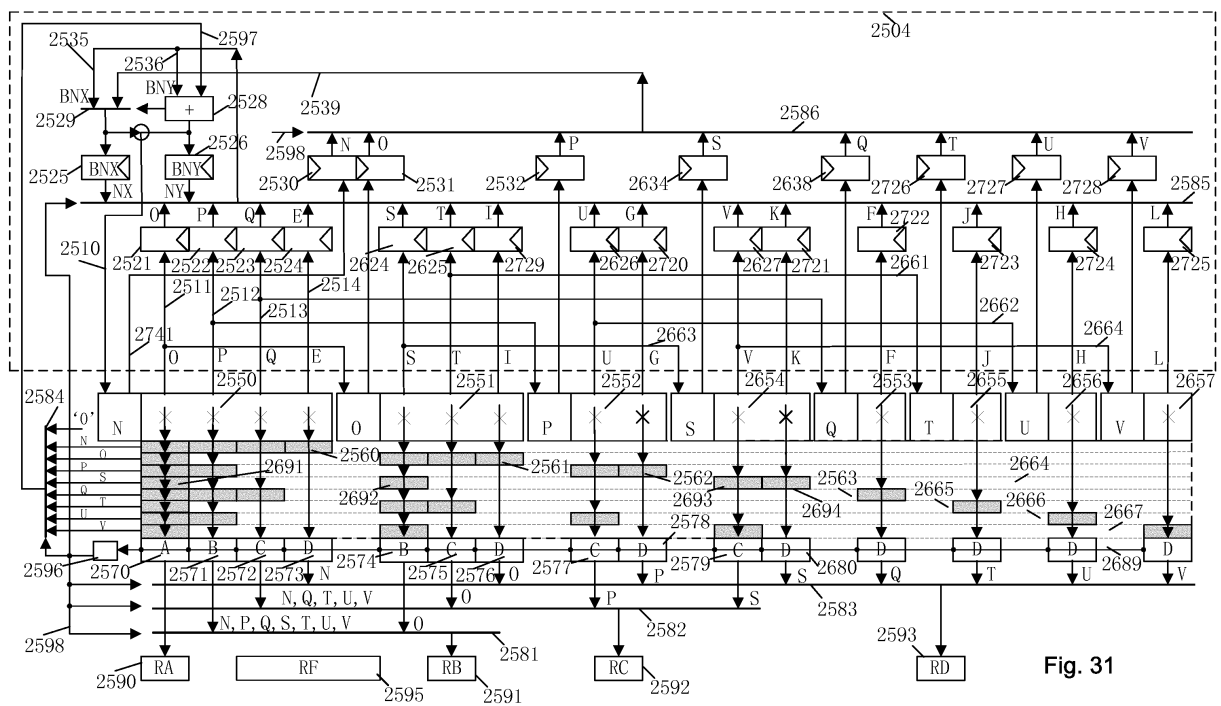 2535 2597 2504
2536
BNX BNY
2529 + 2528 2539
2526 2598 N O P S 2586 Q T U V
2525 BNX BNY 2530 2531 2532 2634 2638 2726 2727 2728
NX NY
2585
O P Q E S T I U G V K F 2722 J H L
2510 2521 2522 2523 2524 2624 2625 2729 2626 2720 2627 2721 2661 2723 2724 2725
2511 2514
2512
2513 2662
2741 2663 2664
O P Q E S T I U G V K F J H L
2584 2550 2551 2552 2654 2553 2655 2656 2657
'0' N O P S Q T U V
N
O 2560 2561
P 2691 2562 2563 2664
S 2692 2693 2665
Q 2694
T 2666
U 2578 2667
V
2596 A B C D B C D C D C D D D D D
2570 2571 2572 2573 N 2574 2575 2576 O 2577 P 2579 S 2680 Q T U 2689 V
N, Q, T, U, V O P S 2583
2598 N, P, Q, S, T, U, V O 2582
2581
2593
RA RF RB RC RD
2590 2595 2591 2592
Fig. 31